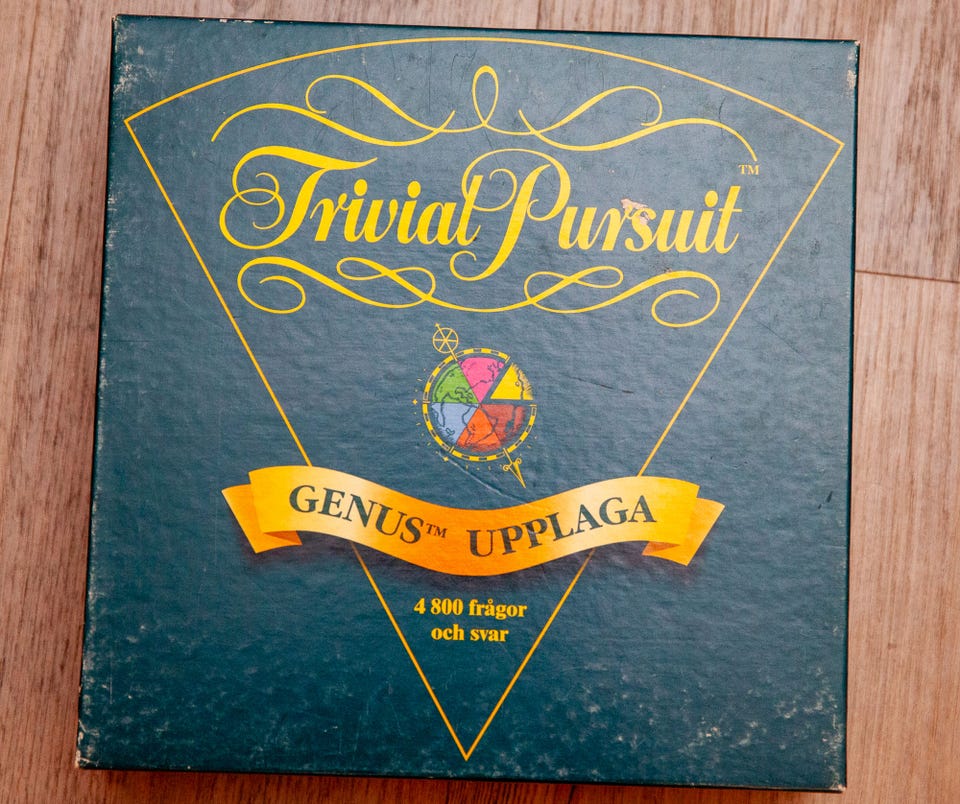 Trivial Pursuit™
GENUS™ UPPLAGA
4 800 frågor
och svar